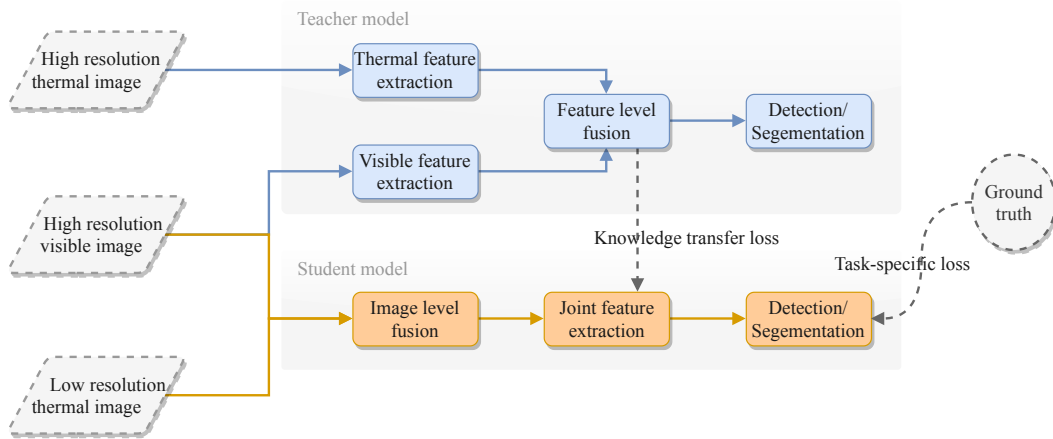 Teacher model
High resolution
thermal image
Thermal feature
extraction
Feature level
fusion
Detection/
Segementation
Visible feature
extraction
High resolution
visible image
Ground
truth
Knowledge transfer loss
Task-specific loss
Student model
Image level
fusion
Joint feature
extraction
Detection/
Segementation
Low resolution
thermal image